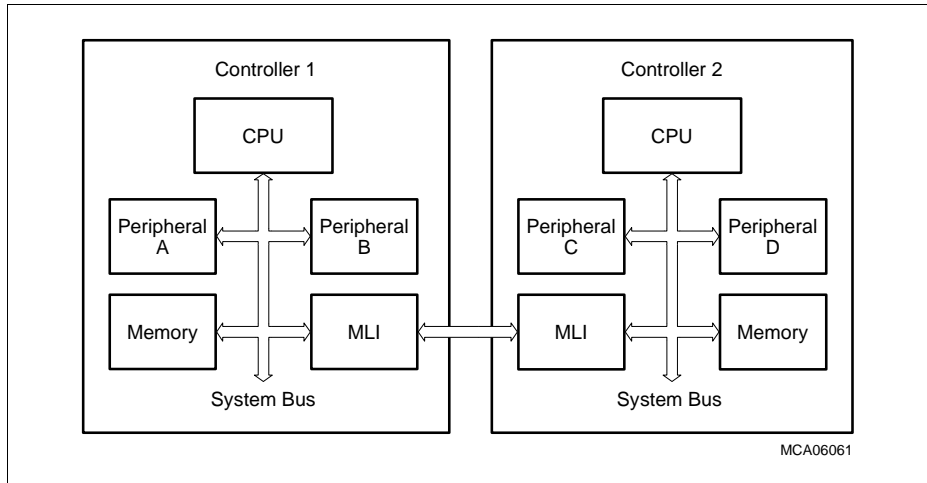 Controller 1
CPU
Peripheral
A
Peripheral
B
Memory
MLI
System Bus
Controller 2
CPU
Peripheral
C
Peripheral
D
MLI
Memory
System Bus
MCA06061